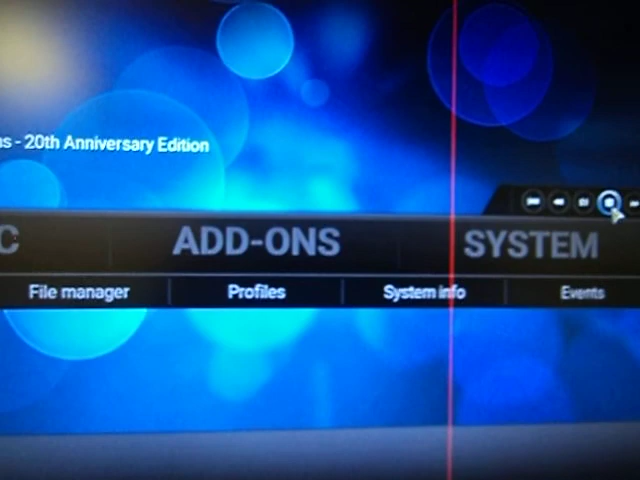 ns - 20th Anniversary Edition
C ADD-ONS SYSTEM
File manager Profiles System info Events